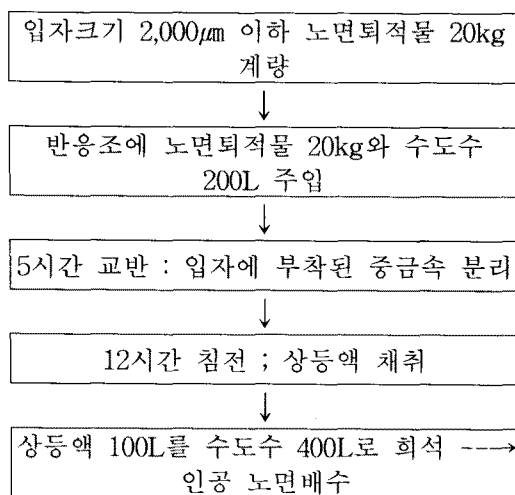 입자크기 2,000㎛ 이하 노면퇴적물 20kg
계량
↓
반응조에 노면퇴적물 20kg와 수도수
200L 주입
↓
5시간 교반 : 입자에 부착된 중금속 분리
↓
12시간 침전 ; 상등액 채취
↓
상등액 100L를 수도수 400L로 희석 ---→
인공 노면배수